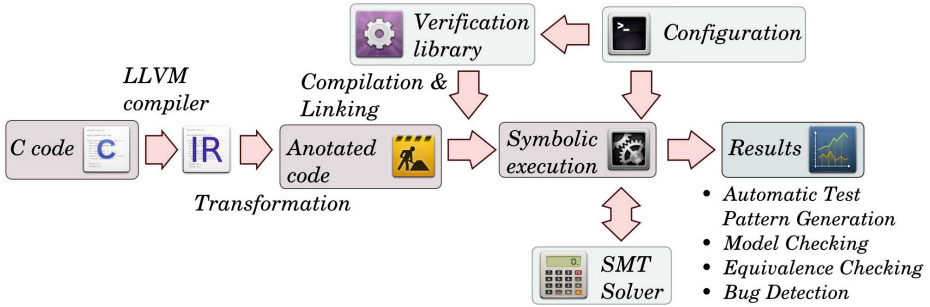 Verification
library
Configuration
LLVM
compiler
Compilation &
Linking
C code
C
IR
Anotated
code
Symbolic
execution
Results
Transformation
• Automatic Test
Pattern Generation
• Model Checking
• Equivalence Checking
• Bug Detection
SMT
Solver
>_
0.